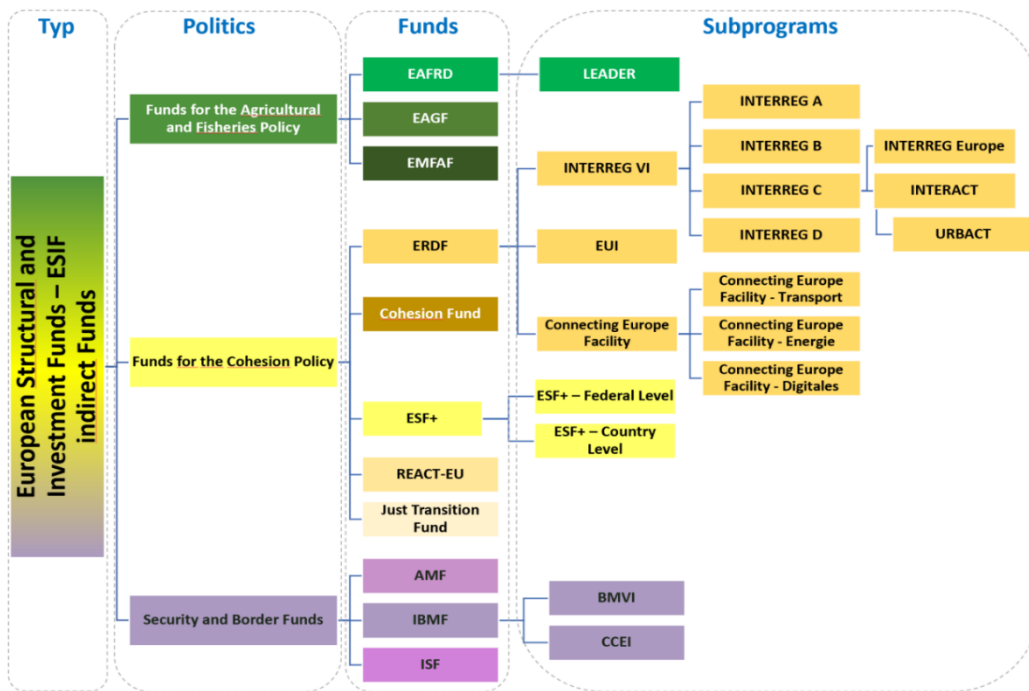 Typ
Politics
Funds
Subprograms
European Structural and
Investment Funds – ESIF
indirect Funds
Funds for the Agricultural
and Fisheries Policy
EAFRD
LEADER
EAGF
EMFAF
Funds for the Cohesion Policy
ERDF
INTERREG VI
INTERREG A
INTERREG B
INTERREG C
INTERREG Europe
INTERACT
URBACT
INTERREG D
EUI
Connecting Europe
Facility
Connecting Europe
Facility - Transport
Connecting Europe
Facility - Energie
Connecting Europe
Facility - Digitales
Cohesion Fund
ESF+
ESF+ – Federal Level
ESF+ – Country
Level
REACT-EU
Just Transition
Fund
Security and Border Funds
AMF
IBMF
BMVI
CCEI
ISF